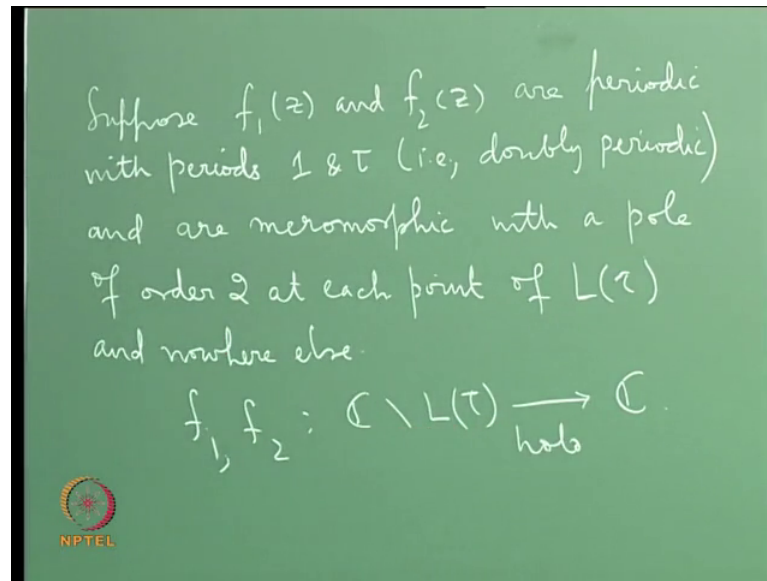 Suppose f₁(z) and f₂(z) are periodic
with periods 1 & τ (i.e., doubly periodic)
and are meromorphic with a pole
of order 2 at each point of L(τ)
and nowhere else.
f₁, f₂ : ℂ \ L(τ) ⟶ ℂ.
holo
NPTEL